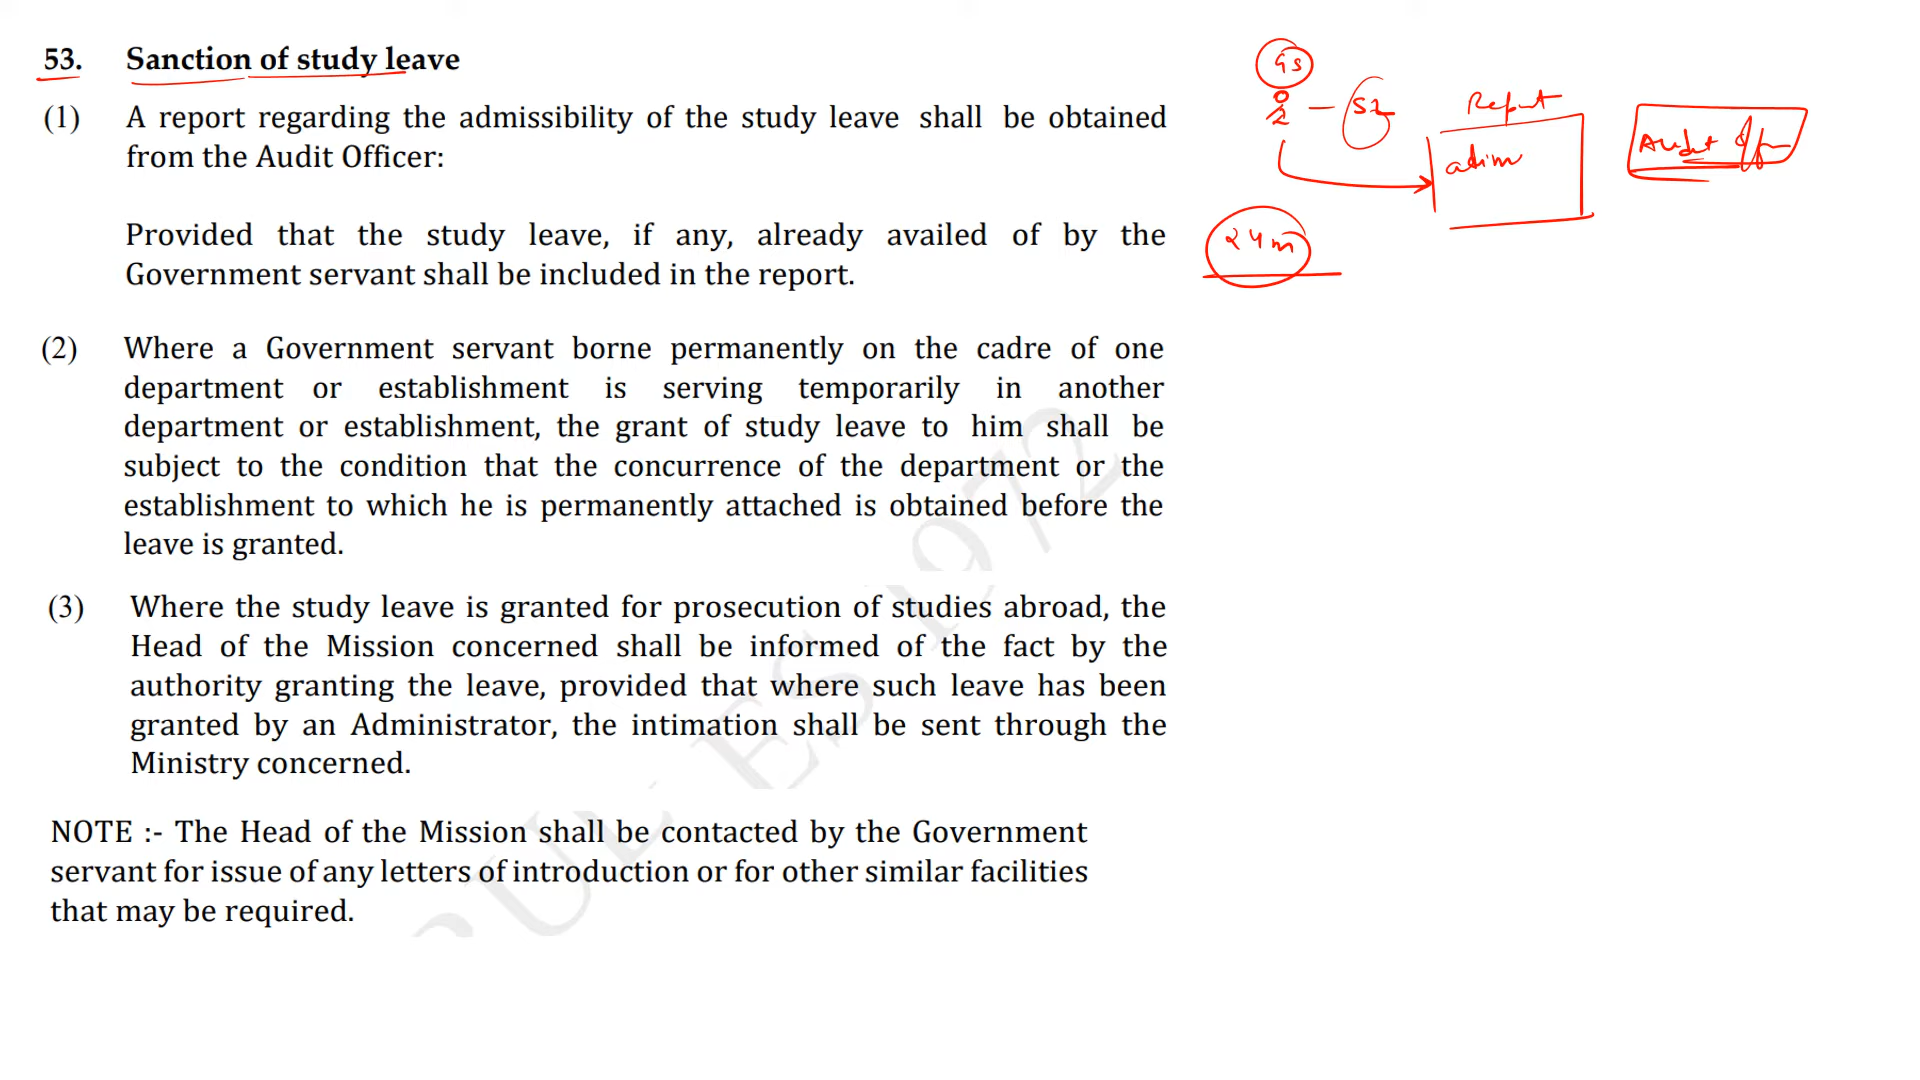 53. Sanction of study leave
(1) A report regarding the admissibility of the study leave shall be obtained
from the Audit Officer:
Provided that the study leave, if any, already availed of by the
Government servant shall be included in the report.
(2) Where a Government servant borne permanently on the cadre of one
department or establishment is serving temporarily in another
department or establishment, the grant of study leave to him shall be
subject to the condition that the concurrence of the department or the
establishment to which he is permanently attached is obtained before the
leave is granted.
(3) Where the study leave is granted for prosecution of studies abroad, the
Head of the Mission concerned shall be informed of the fact by the
authority granting the leave, provided that where such leave has been
granted by an Administrator, the intimation shall be sent through the
Ministry concerned.
NOTE :- The Head of the Mission shall be contacted by the Government
servant for issue of any letters of introduction or for other similar facilities
that may be required.
GS
SL
Report
Audit
24m
RULES 1972